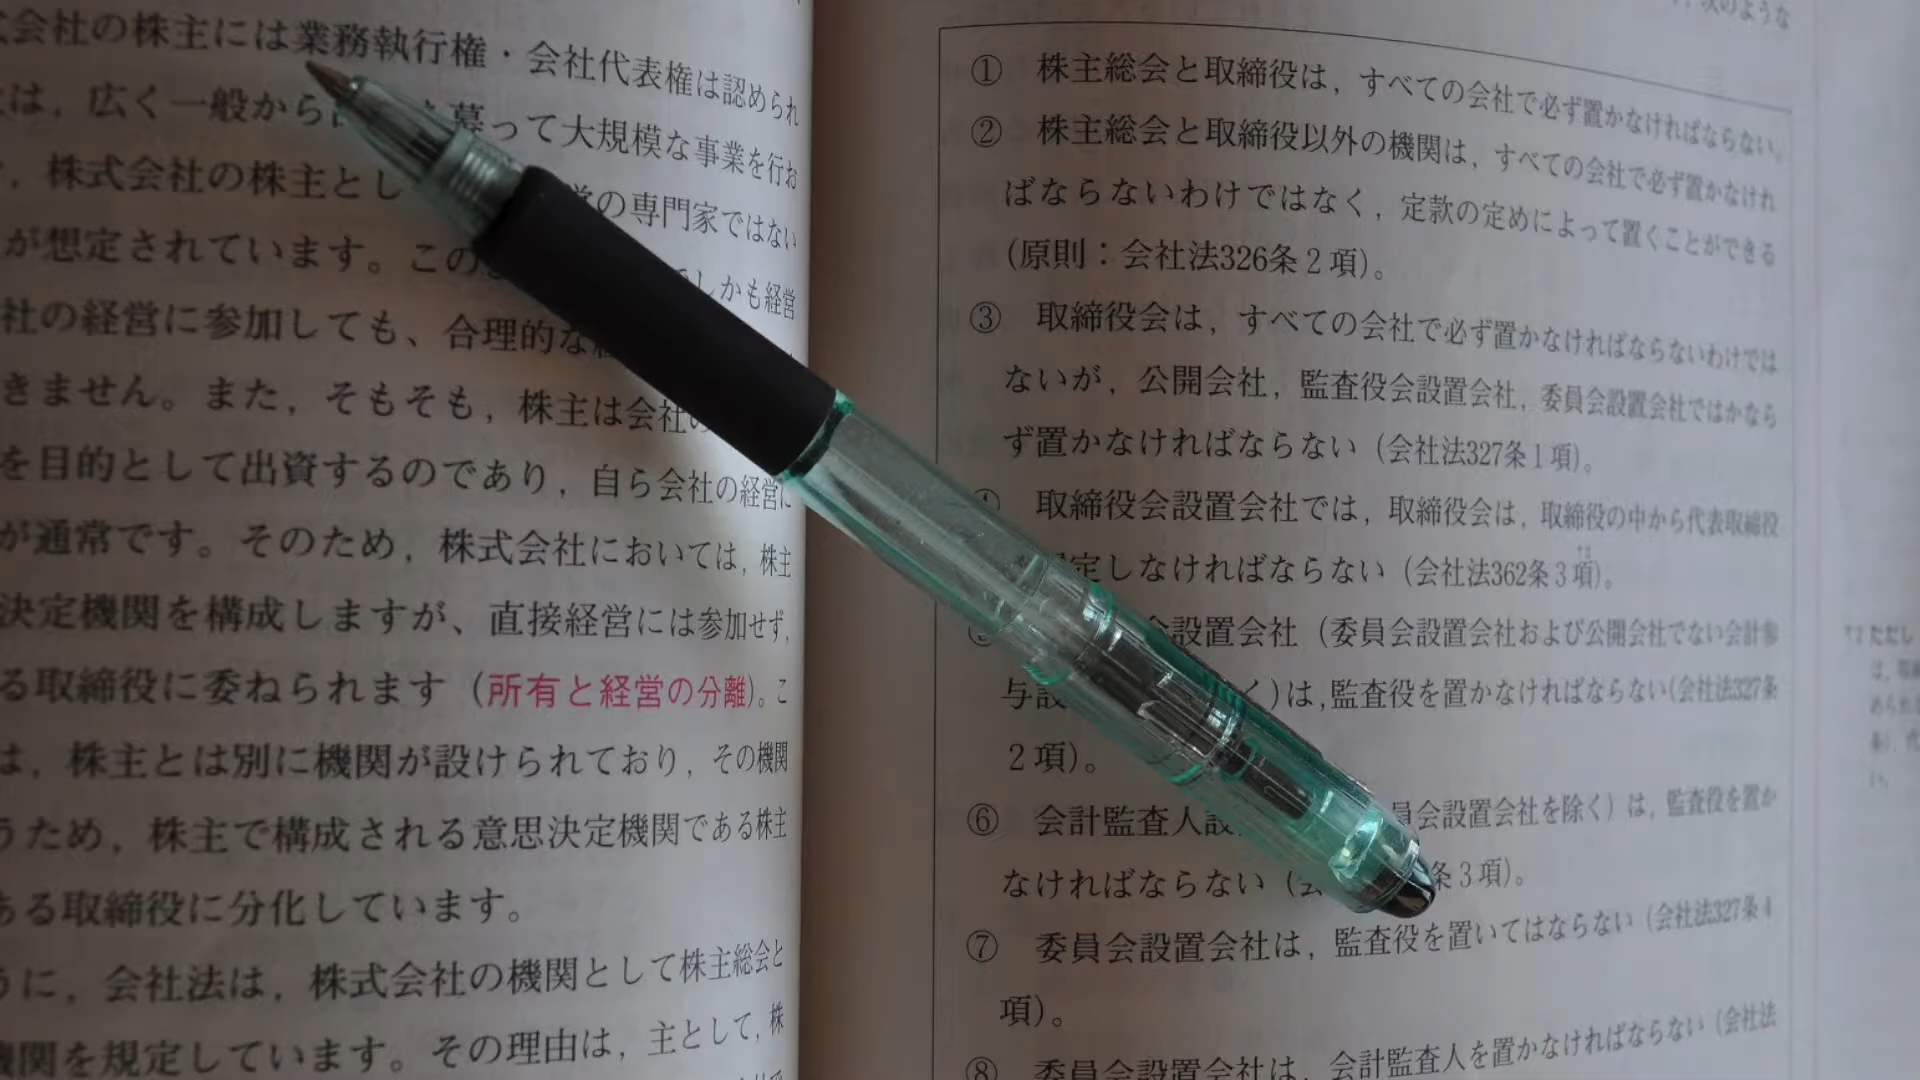 式会社の株主には業務執行権・会社代表権は認められ
は，広く一般から募って大規模な事業を行お
，株式会社の株主とし営の専門家ではない
が想定されています。このしかも経営
社の経営に参加しても、合理的な
きません。また，そもそも，株主は会社の
を目的として出資するのであり，自ら会社の経営に
が通常です。そのため，株式会社においては，株主
決定機関を構成しますが、直接経営には参加せず，
る取締役に委ねられます（所有と経営の分離）。こ
は，株主とは別に機関が設けられており，その機関
うため，株主で構成される意思決定機関である株主
ある取締役に分化しています。
うに，会社法は，株式会社の機関として株主総会と
機関を規定しています。その理由は，主として，株
次のような
① 株主総会と取締役は，すべての会社で必ず置かなければならない。
② 株主総会と取締役以外の機関は，すべての会社で必ず置かなけれ
ばならないわけではなく，定款の定めによって置くことができる
（原則：会社法326条２項）。
③ 取締役会は，すべての会社で必ず置かなければならないわけでは
ないが，公開会社，監査役会設置会社，委員会設置会社ではかなら
ず置かなければならない（会社法327条１項）。
取締役会設置会社では，取締役会は，取締役の中から代表取締役
定しなければならない（会社法362条３項）。
会設置会社（委員会設置会社および公開会社でない会計参
与設く）は，監査役を置かなければならない（会社法327条
２項）。
⑥ 会計監査人設員会設置会社を除く）は，監査役を置か
なければならない（会条３項）。
⑦ 委員会設置会社は，監査役を置いてはならない（会社法327条４
項）。
⑧ 委員会設置会社は，会計監査人を置かなければならない（会社法
ただし